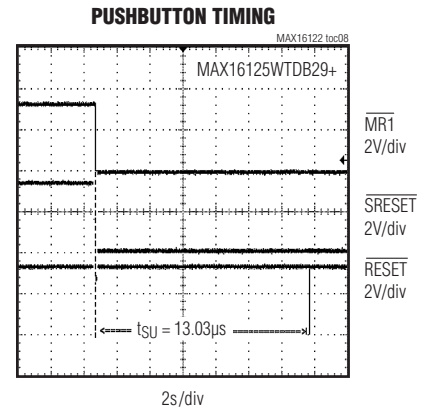 PUSHBUTTON TIMING
MAX16122 toc08
MAX16125WTDB29+
MR1
2V/div
SRESET
2V/div
RESET
2V/div
tSU = 13.03µs
2s/div